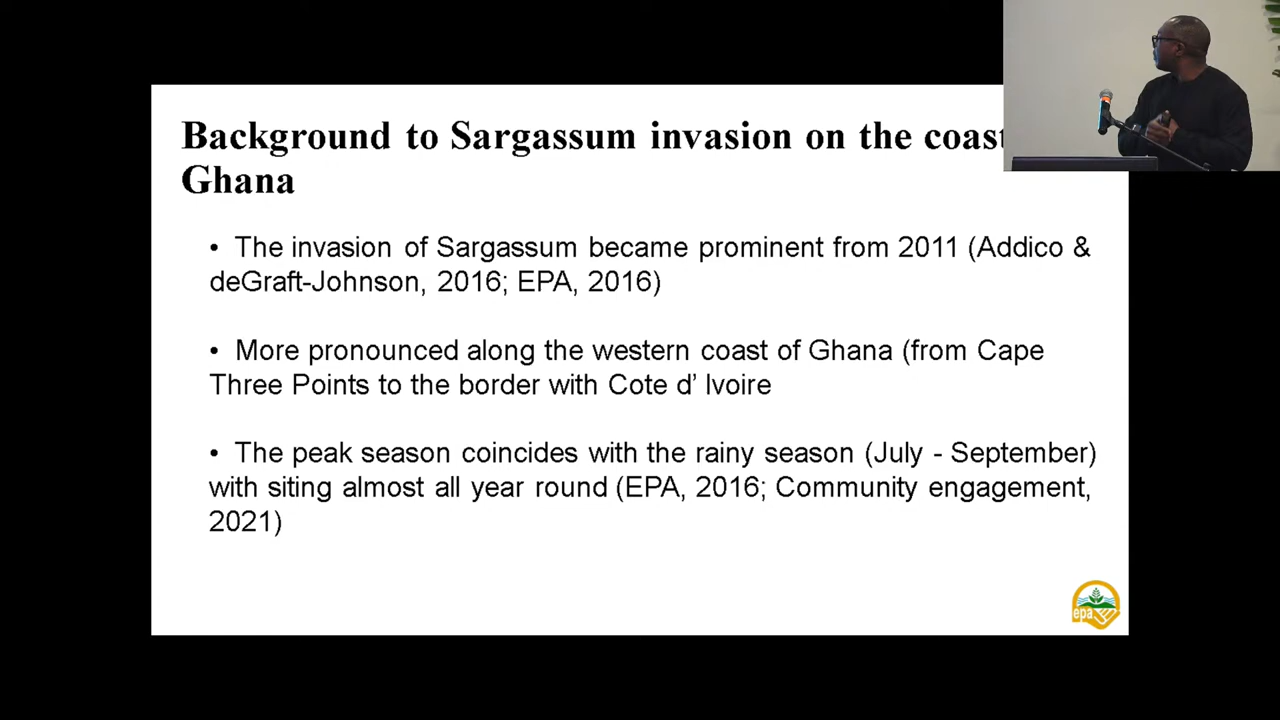 Background to Sargassum invasion on the coast
Ghana
• The invasion of Sargassum became prominent from 2011 (Addico &
deGraft-Johnson, 2016; EPA, 2016)
• More pronounced along the western coast of Ghana (from Cape
Three Points to the border with Cote d’ Ivoire
• The peak season coincides with the rainy season (July - September)
with siting almost all year round (EPA, 2016; Community engagement,
2021)
epa